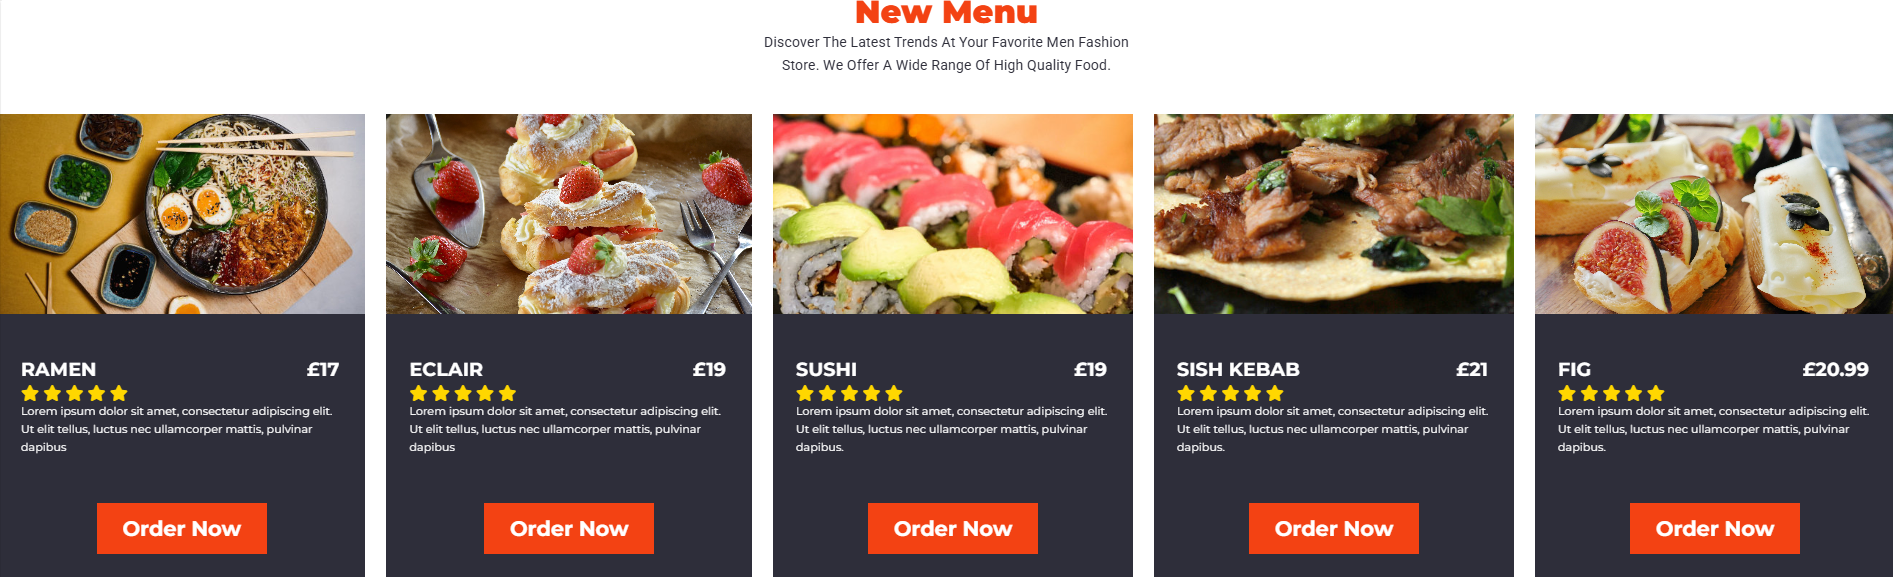 New Menu
Discover The Latest Trends At Your Favorite Men Fashion
Store. We Offer A Wide Range Of High Quality Food.
RAMEN £17
Lorem ipsum dolor sit amet, consectetur adipiscing elit.
Ut elit tellus, luctus nec ullamcorper mattis, pulvinar
dapibus
Order Now
ECLAIR £19
Lorem ipsum dolor sit amet, consectetur adipiscing elit.
Ut elit tellus, luctus nec ullamcorper mattis, pulvinar
dapibus
Order Now
SUSHI £19
Lorem ipsum dolor sit amet, consectetur adipiscing elit.
Ut elit tellus, luctus nec ullamcorper mattis, pulvinar
dapibus.
Order Now
SISH KEBAB £21
Lorem ipsum dolor sit amet, consectetur adipiscing elit.
Ut elit tellus, luctus nec ullamcorper mattis, pulvinar
dapibus.
Order Now
FIG £20.99
Lorem ipsum dolor sit amet, consectetur adipiscing elit.
Ut elit tellus, luctus nec ullamcorper mattis, pulvinar
dapibus.
Order Now